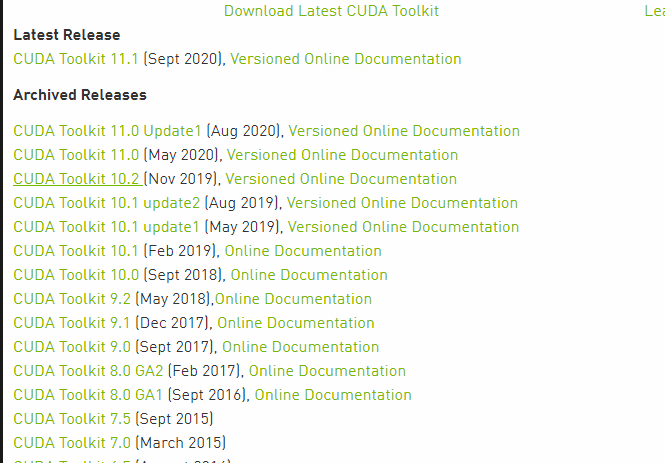 Download Latest CUDA Toolkit
Latest Release
CUDA Toolkit 11.1 (Sept 2020), Versioned Online Documentation
Archived Releases
CUDA Toolkit 11.0 Update1 (Aug 2020), Versioned Online Documentation
CUDA Toolkit 11.0 (May 2020), Versioned Online Documentation
CUDA Toolkit 10.2 (Nov 2019), Versioned Online Documentation
CUDA Toolkit 10.1 update2 (Aug 2019), Versioned Online Documentation
CUDA Toolkit 10.1 update1 (May 2019), Versioned Online Documentation
CUDA Toolkit 10.1 (Feb 2019), Online Documentation
CUDA Toolkit 10.0 (Sept 2018), Online Documentation
CUDA Toolkit 9.2 (May 2018),Online Documentation
CUDA Toolkit 9.1 (Dec 2017), Online Documentation
CUDA Toolkit 9.0 (Sept 2017), Online Documentation
CUDA Toolkit 8.0 GA2 (Feb 2017), Online Documentation
CUDA Toolkit 8.0 GA1 (Sept 2016), Online Documentation
CUDA Toolkit 7.5 (Sept 2015)
CUDA Toolkit 7.0 (March 2015)